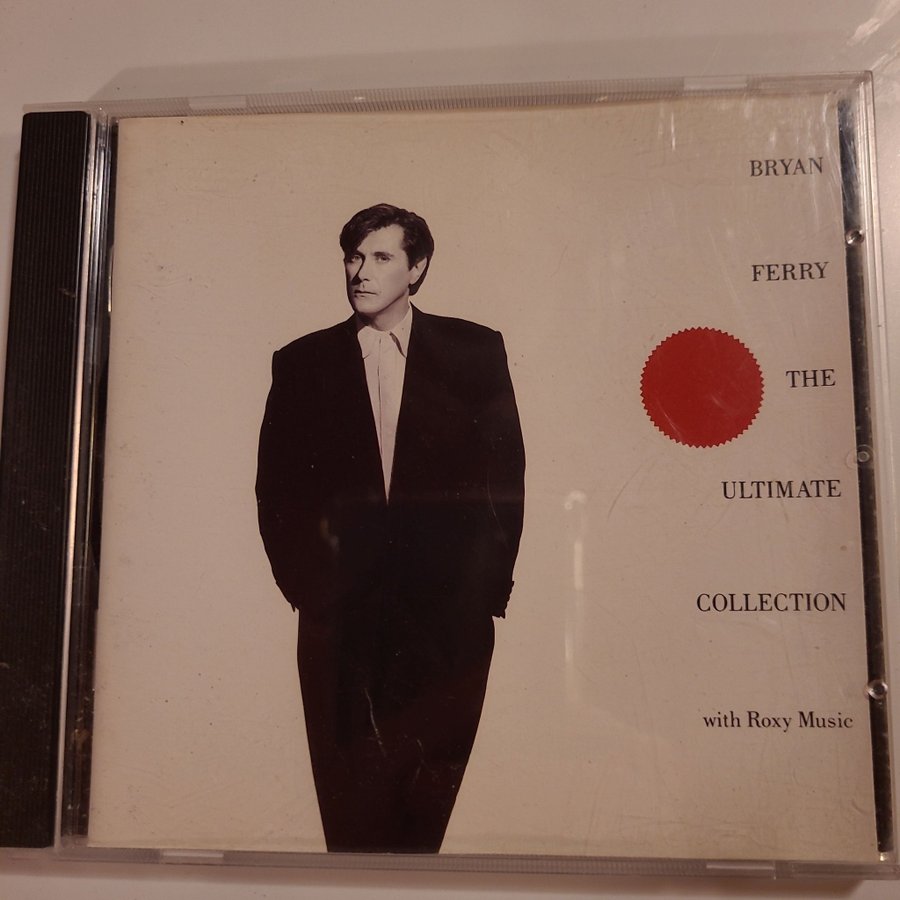 BRYAN
FERRY
THE
ULTIMATE
COLLECTION
with Roxy Music